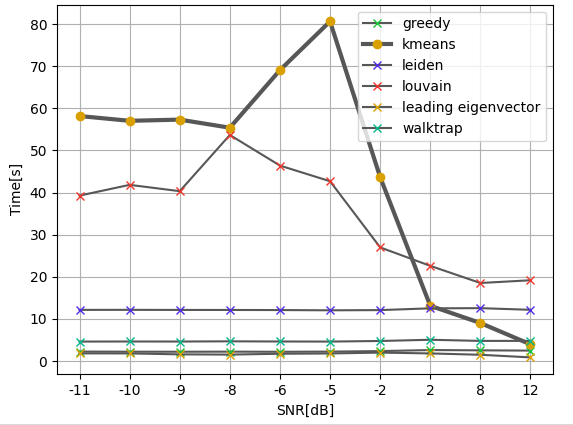 greedy
kmeans
leiden
louvain
leading eigenvector
walktrap
Time[s]
80
70
60
50
40
30
20
10
0
-11 -10 -9 -8 -6 -5 -2 2 8 12
SNR[dB]